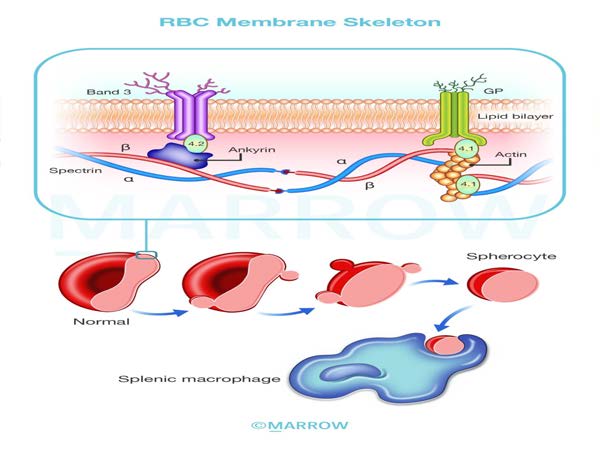 RBC Membrane Skeleton
Band 3
GP
Lipid bilayer
4.2
4.1
β
Ankyrin
Actin
Spectrin
α
α
β
4.1
MARROW
Spherocyte
Normal
Splenic macrophage
©MARROW